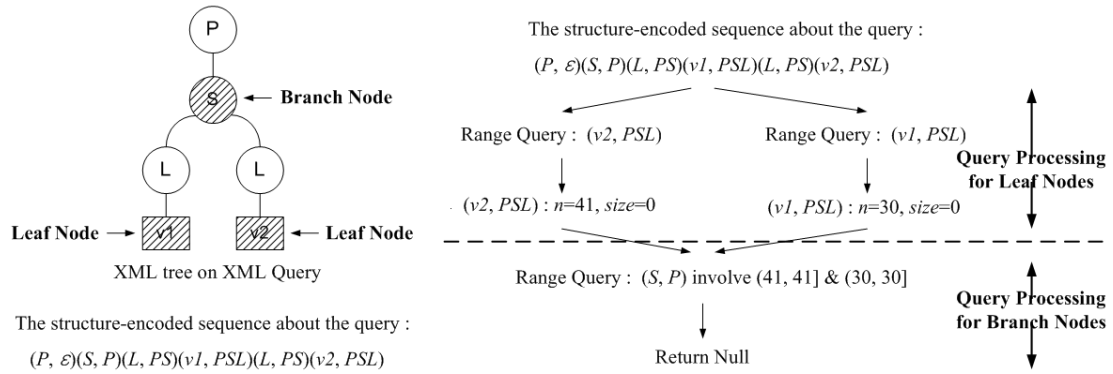 P
S
Branch Node
L
L
Leaf Node
v1
v2
Leaf Node
XML tree on XML Query
The structure-encoded sequence about the query :
(P, ε)(S, P)(L, PS)(v1, PSL)(L, PS)(v2, PSL)
The structure-encoded sequence about the query :
(P, ε)(S, P)(L, PS)(v1, PSL)(L, PS)(v2, PSL)
Range Query : (v2, PSL)
Range Query : (v1, PSL)
(v2, PSL) : n=41, size=0
(v1, PSL) : n=30, size=0
Query Processing
for Leaf Nodes
Range Query : (S, P) involve (41, 41] & (30, 30]
Return Null
Query Processing
for Branch Nodes